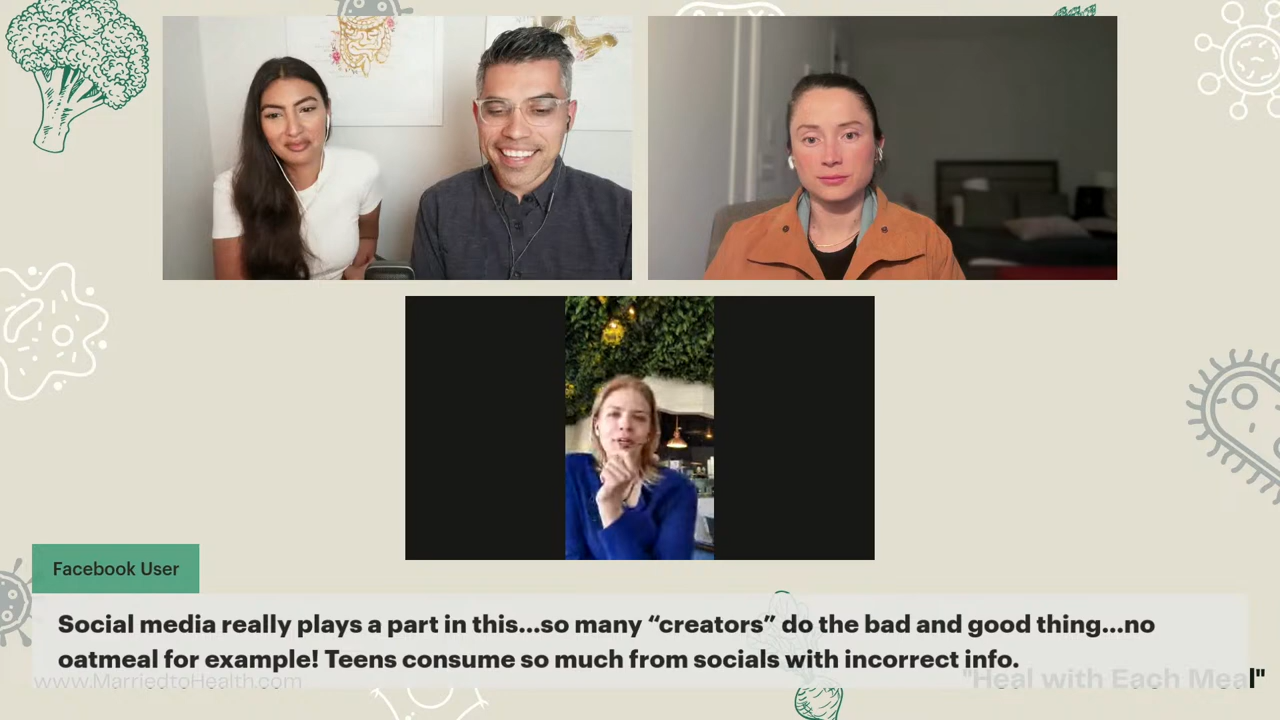 Facebook User
Social media really plays a part in this...so many “creators” do the bad and good thing...no
oatmeal for example! Teens consume so much from socials with incorrect info.
www.MarriedtoHealth.com
"Heal with Each Meal"